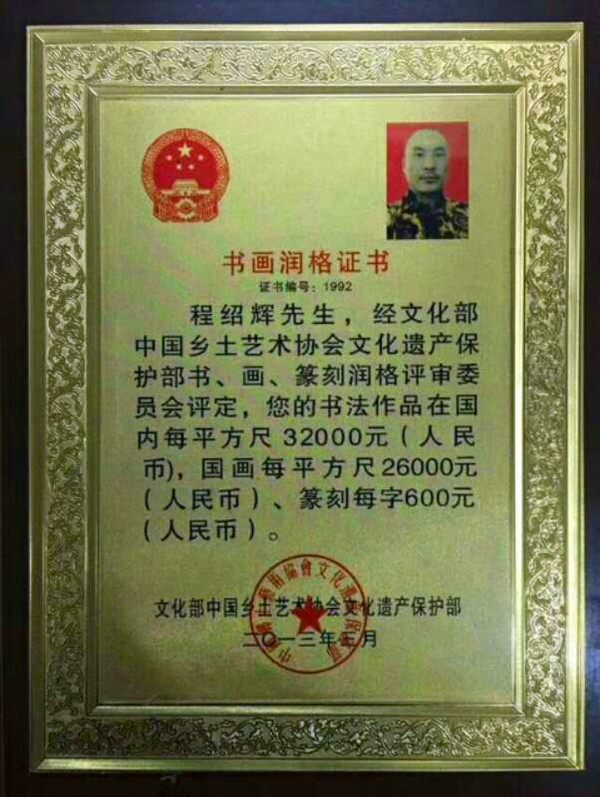 书画润格证书
证书编号：1992
程绍辉先生，经文化部
中国乡土艺术协会文化遗产保
护部书、画、篆刻润格评审委
员会评定，您的书法作品在国
内每平方尺 32000元（人民
币)，国画每平方尺26000元
（人民币）、篆刻每字600元
（人民币）。
文化部中国乡土艺术协会文化遗产保护部
二〇一三年三月